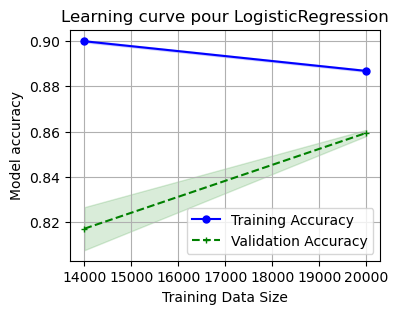 Learning curve pour LogisticRegression
Model accuracy
0.90
0.88
0.86
0.84
0.82
Training Accuracy
Validation Accuracy
14000 15000 16000 17000 18000 19000 20000
Training Data Size